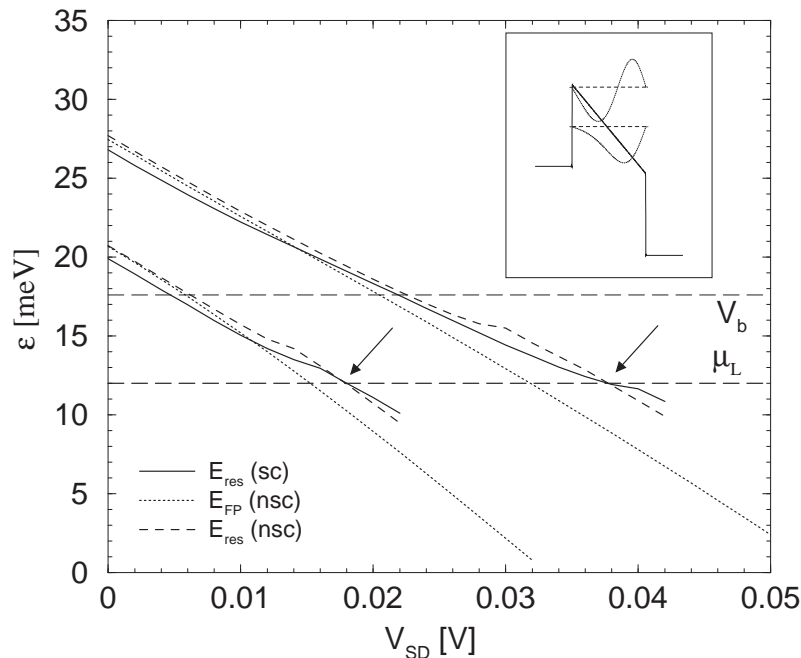 35
30
25
20
15
10
5
0
ε [meV]
V_b
μ_L
E_res (sc)
E_FP (nsc)
E_res (nsc)
0 0.01 0.02 0.03 0.04 0.05
V_SD [V]